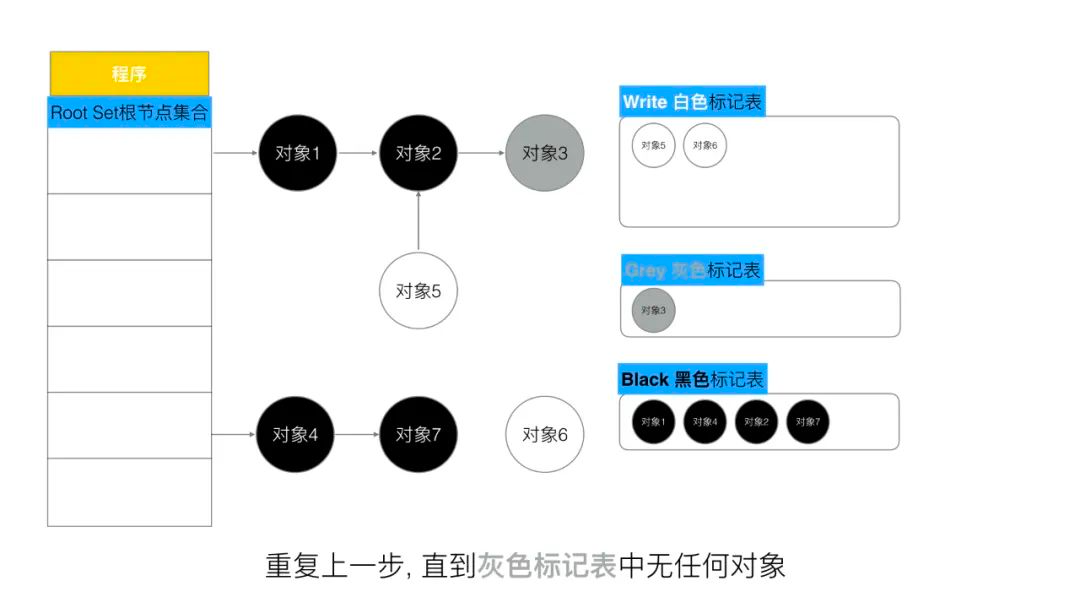 程序
Root Set根节点集合
对象1
对象2
对象3
对象5
对象4
对象7
对象6
Write 白色标记表
对象5
对象6
Grey 灰色标记表
对象3
Black 黑色标记表
对象1
对象4
对象2
对象7
重复上一步, 直到灰色标记表中无任何对象